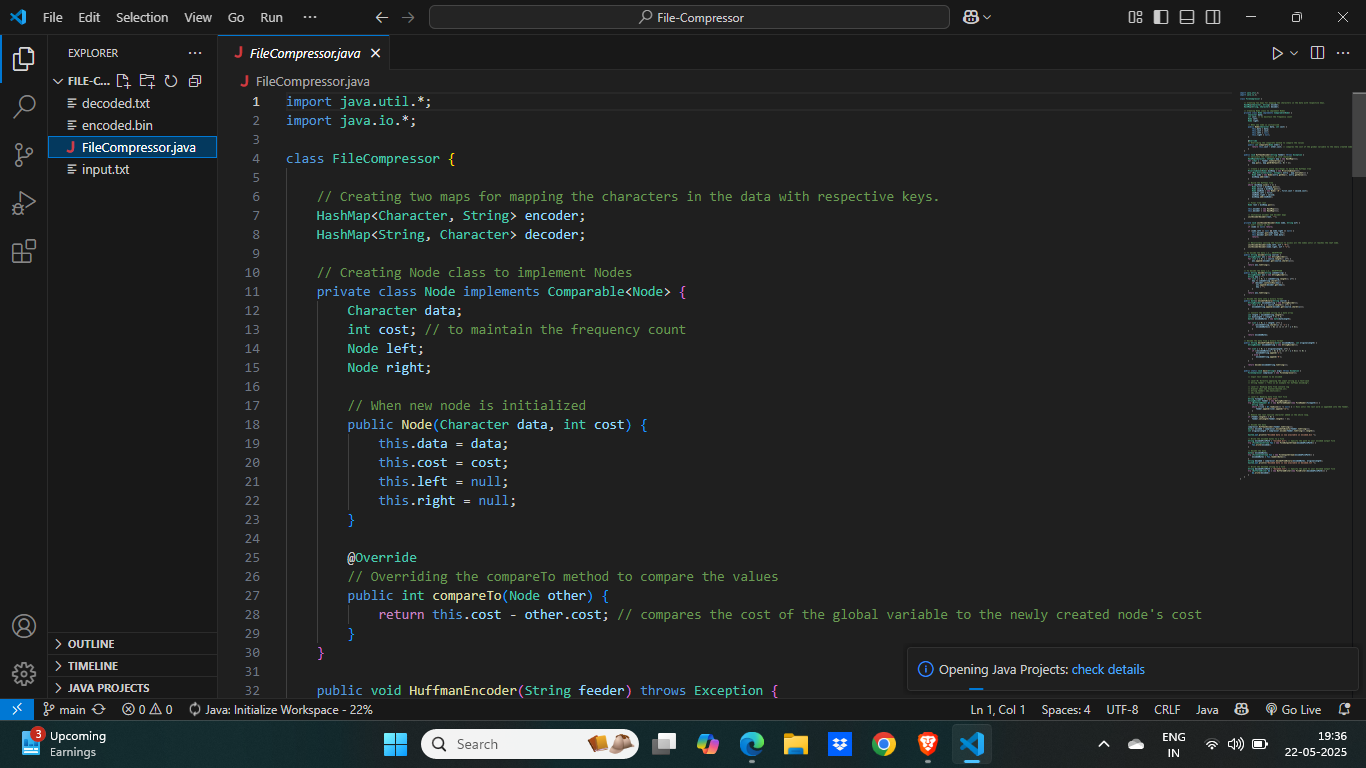 File Edit Selection View Go Run ··· File-Compressor
EXPLORER ···
FILE-C...
decoded.txt
encoded.bin
J FileCompressor.java
input.txt
OUTLINE
TIMELINE
JAVA PROJECTS
J FileCompressor.java
J FileCompressor.java
1 import java.util.*;
2 import java.io.*;
3
4 class FileCompressor {
5
6 // Creating two maps for mapping the characters in the data with respective keys.
7 HashMap<Character, String> encoder;
8 HashMap<String, Character> decoder;
9
10 // Creating Node class to implement Nodes
11 private class Node implements Comparable<Node> {
12 Character data;
13 int cost; // to maintain the frequency count
14 Node left;
15 Node right;
16
17 // When new node is initialized
18 public Node(Character data, int cost) {
19 this.data = data;
20 this.cost = cost;
21 this.left = null;
22 this.right = null;
23 }
24
25 @Override
26 // Overriding the compareTo method to compare the values
27 public int compareTo(Node other) {
28 return this.cost - other.cost; // compares the cost of the global variable to the newly created node's cost
29 }
30 }
31
32 public void HuffmanEncoder(String feeder) throws Exception {
Opening Java Projects: check details
main 0 0 Java: Initialize Workspace - 22% Ln 1, Col 1 Spaces: 4 UTF-8 CRLF Java Go Live
3 Upcoming
Earnings
Search
ENG
IN
19:36
22-05-2025